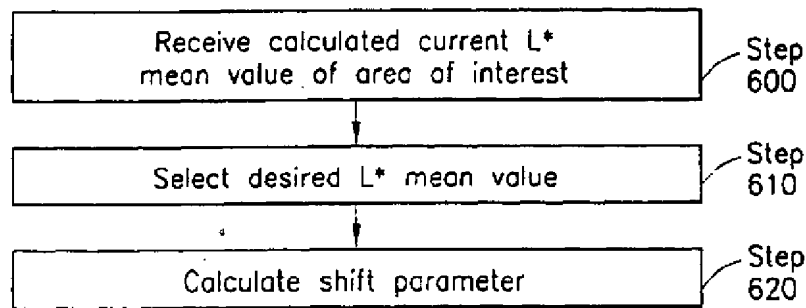 Receive calculated current L*
mean value of area of interest
Step
600
Select desired L* mean value
Step
610
Calculate shift parameter
Step
620